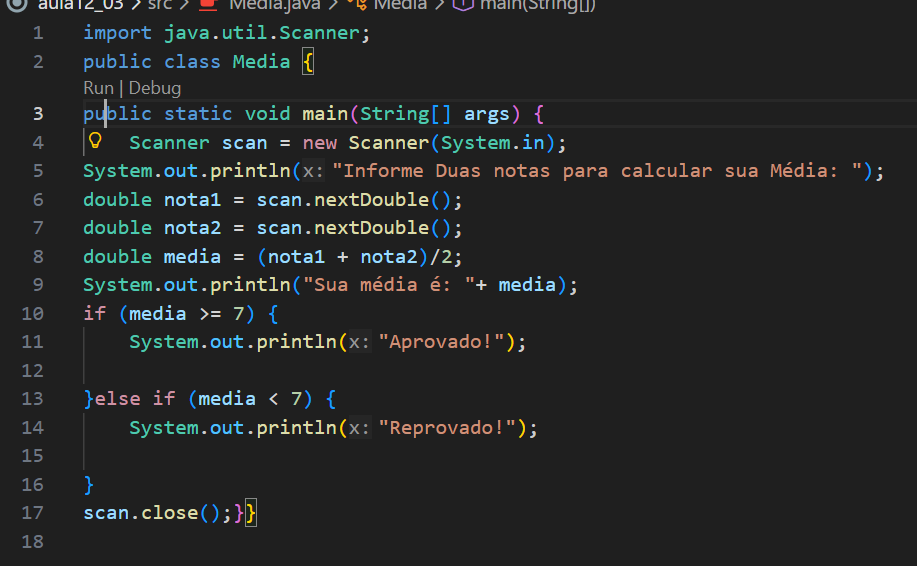 aula12_03 > src > Media.java > Media > main(String[])
1 import java.util.Scanner;
2 public class Media {
Run | Debug
3 public static void main(String[] args) {
4 Scanner scan = new Scanner(System.in);
5 System.out.println(x: "Informe Duas notas para calcular sua Média: ");
6 double nota1 = scan.nextDouble();
7 double nota2 = scan.nextDouble();
8 double media = (nota1 + nota2)/2;
9 System.out.println("Sua média é: "+ media);
10 if (media >= 7) {
11 System.out.println(x: "Aprovado!");
12
13 }else if (media < 7) {
14 System.out.println(x: "Reprovado!");
15
16 }
17 scan.close();}}
18